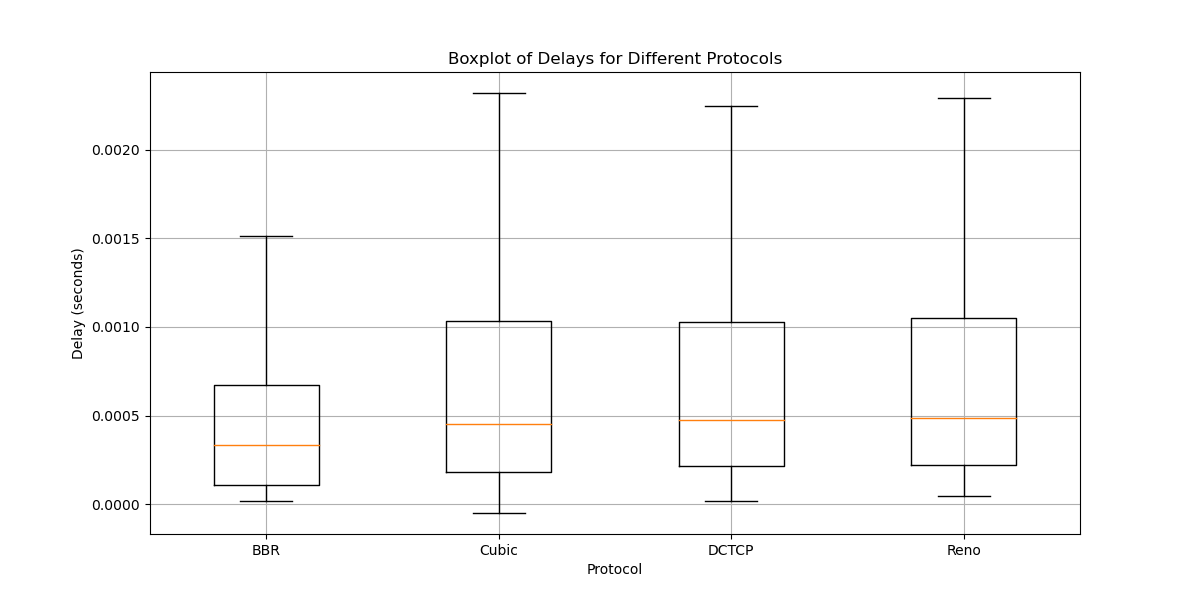 Boxplot of Delays for Different Protocols
Delay (seconds)
0.0020
0.0015
0.0010
0.0005
0.0000
BBR Cubic DCTCP Reno
Protocol